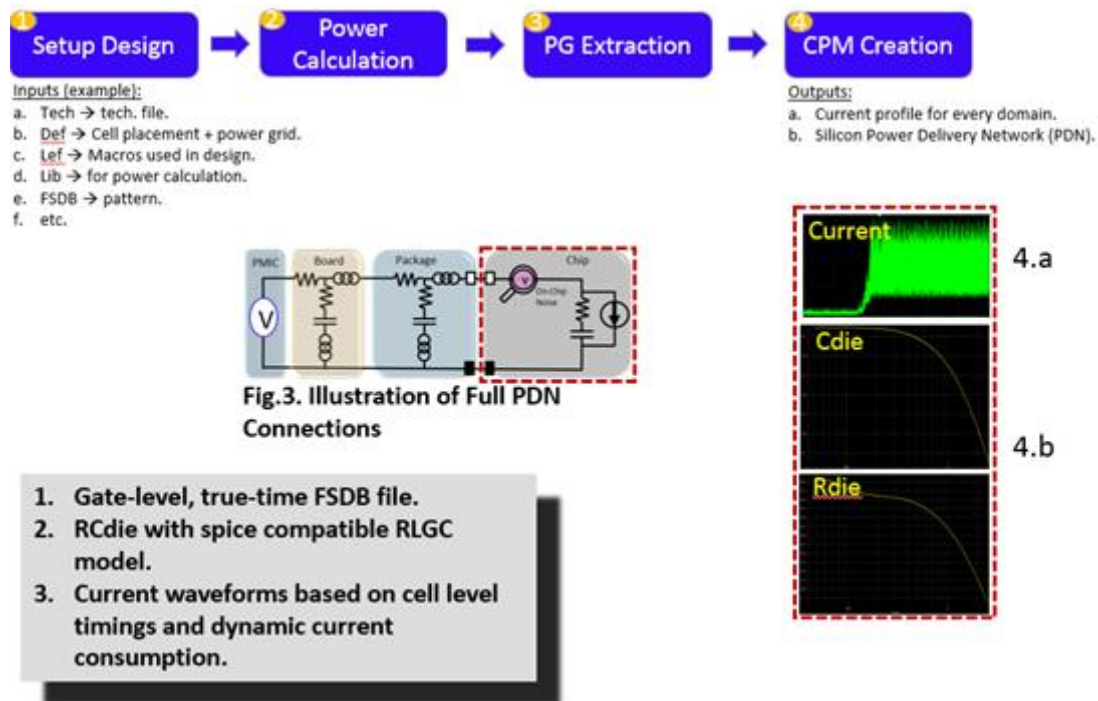 1
Setup Design
2
Power
Calculation
3
PG Extraction
4
CPM Creation
Inputs (example):
a. Tech → tech. file.
b. Def → Cell placement + power grid.
c. Lef → Macros used in design.
d. Lib → for power calculation.
e. FSDB → pattern.
f. etc.
Outputs:
a. Current profile for every domain.
b. Silicon Power Delivery Network (PDN).
PMIC
Board
Package
Chip
V
V
On-Chip
Noise
Fig.3. Illustration of Full PDN
Connections
Current
4.a
Cdie
4.b
Rdie
1. Gate-level, true-time FSDB file.
2. RCdie with spice compatible RLGC
model.
3. Current waveforms based on cell level
timings and dynamic current
consumption.